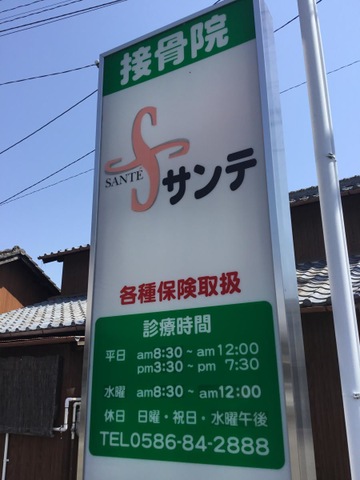 接骨院
SANTE
サンテ
各種保険取扱
診療時間
平日 am8:30~am12:00
pm3:30~pm 7:30
水曜 am8:30~am12:00
休日 日曜・祝日・水曜午後
TEL0586-84-2888